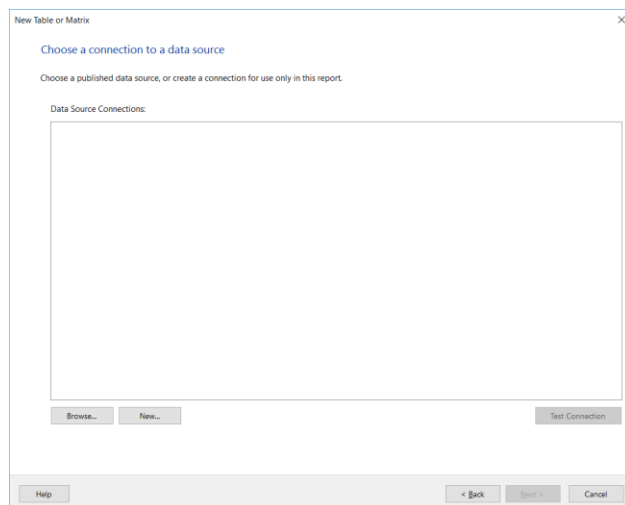 New Table or Matrix
Choose a connection to a data source
Choose a published data source, or create a connection for use only in this report.
Data Source Connections:
Browse... New... Test Connection
Help < Back Next > Cancel